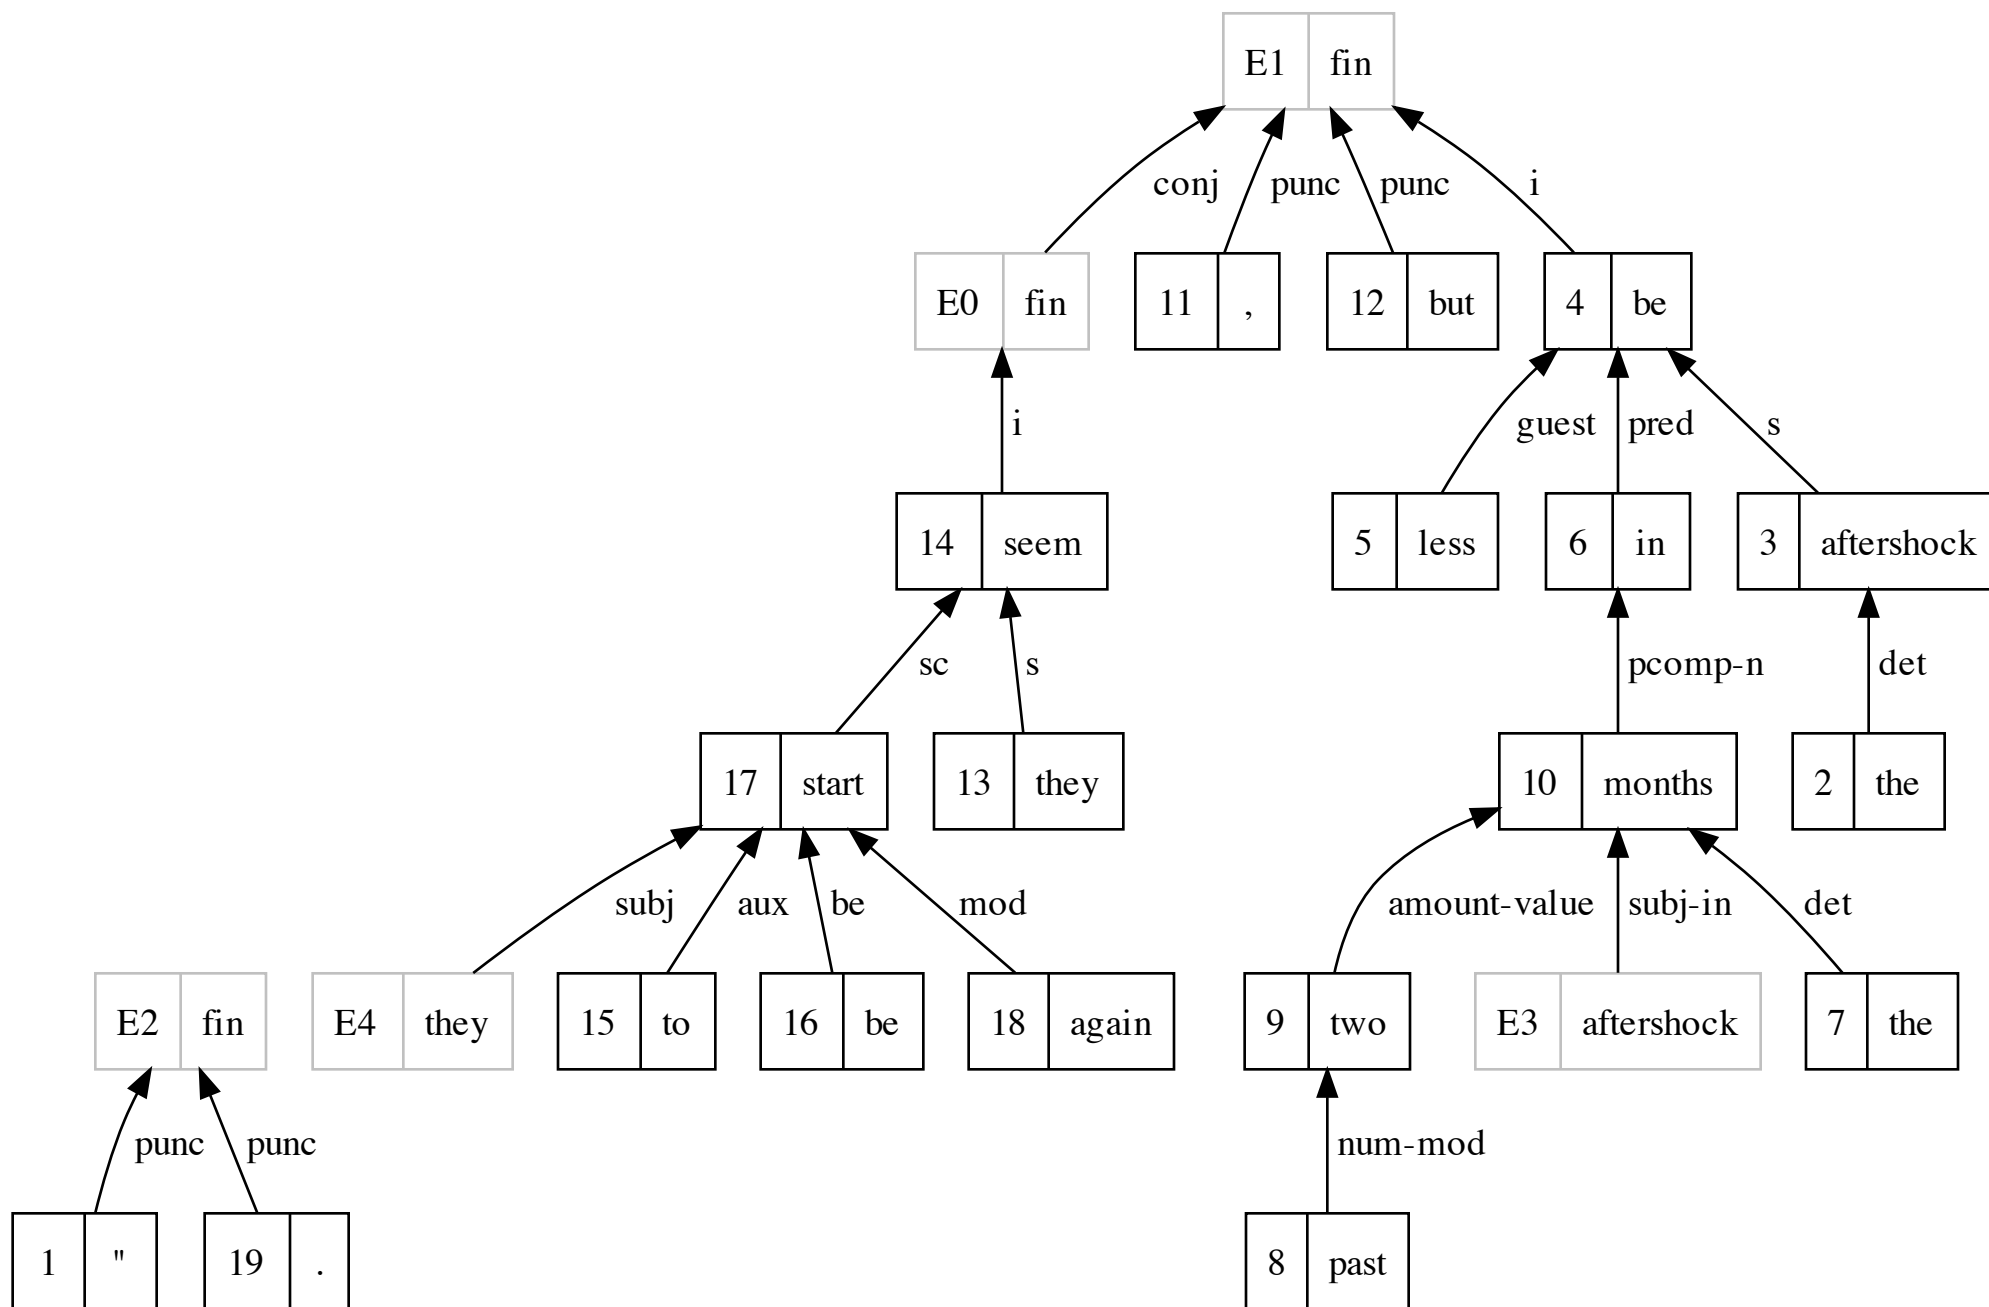 E1 fin
conj punc punc i
E0 fin 11 , 12 but 4 be
i guest pred s
14 seem 5 less 6 in 3 aftershock
sc s pcomp-n det
17 start 13 they 10 months 2 the
subj aux be mod amount-value subj-in det
E2 fin E4 they 15 to 16 be 18 again 9 two E3 aftershock 7 the
punc punc num-mod
1 " 19 . 8 past